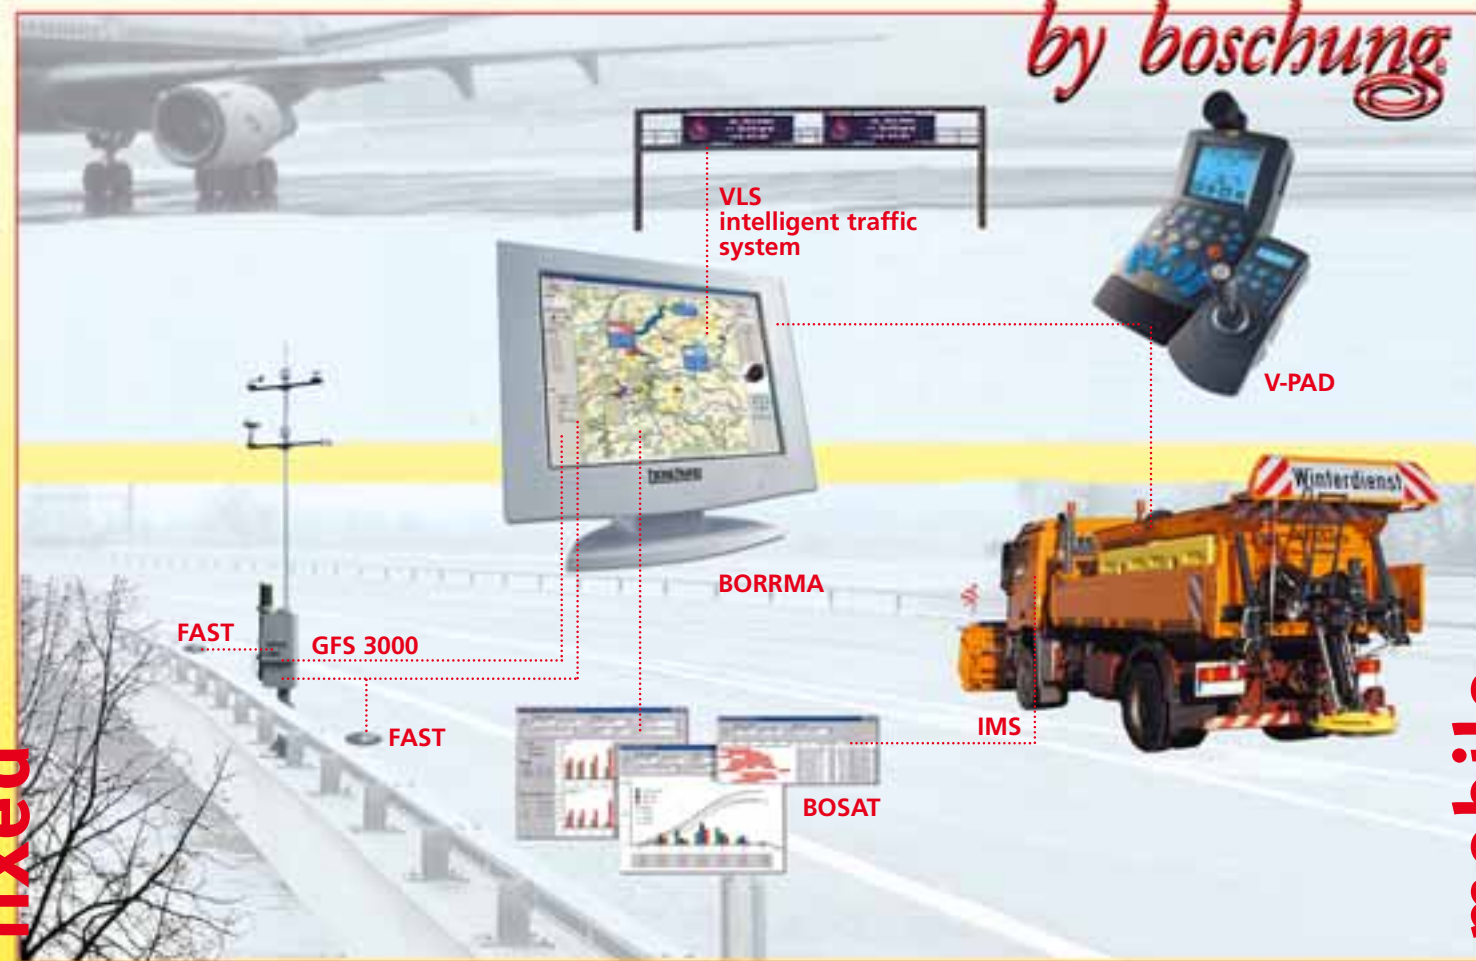 by boschung
VLS
intelligent traffic
system
V-PAD
Winterdienst
BORRMA
FAST
GFS 3000
FAST
IMS
BOSAT
fixed
mobile